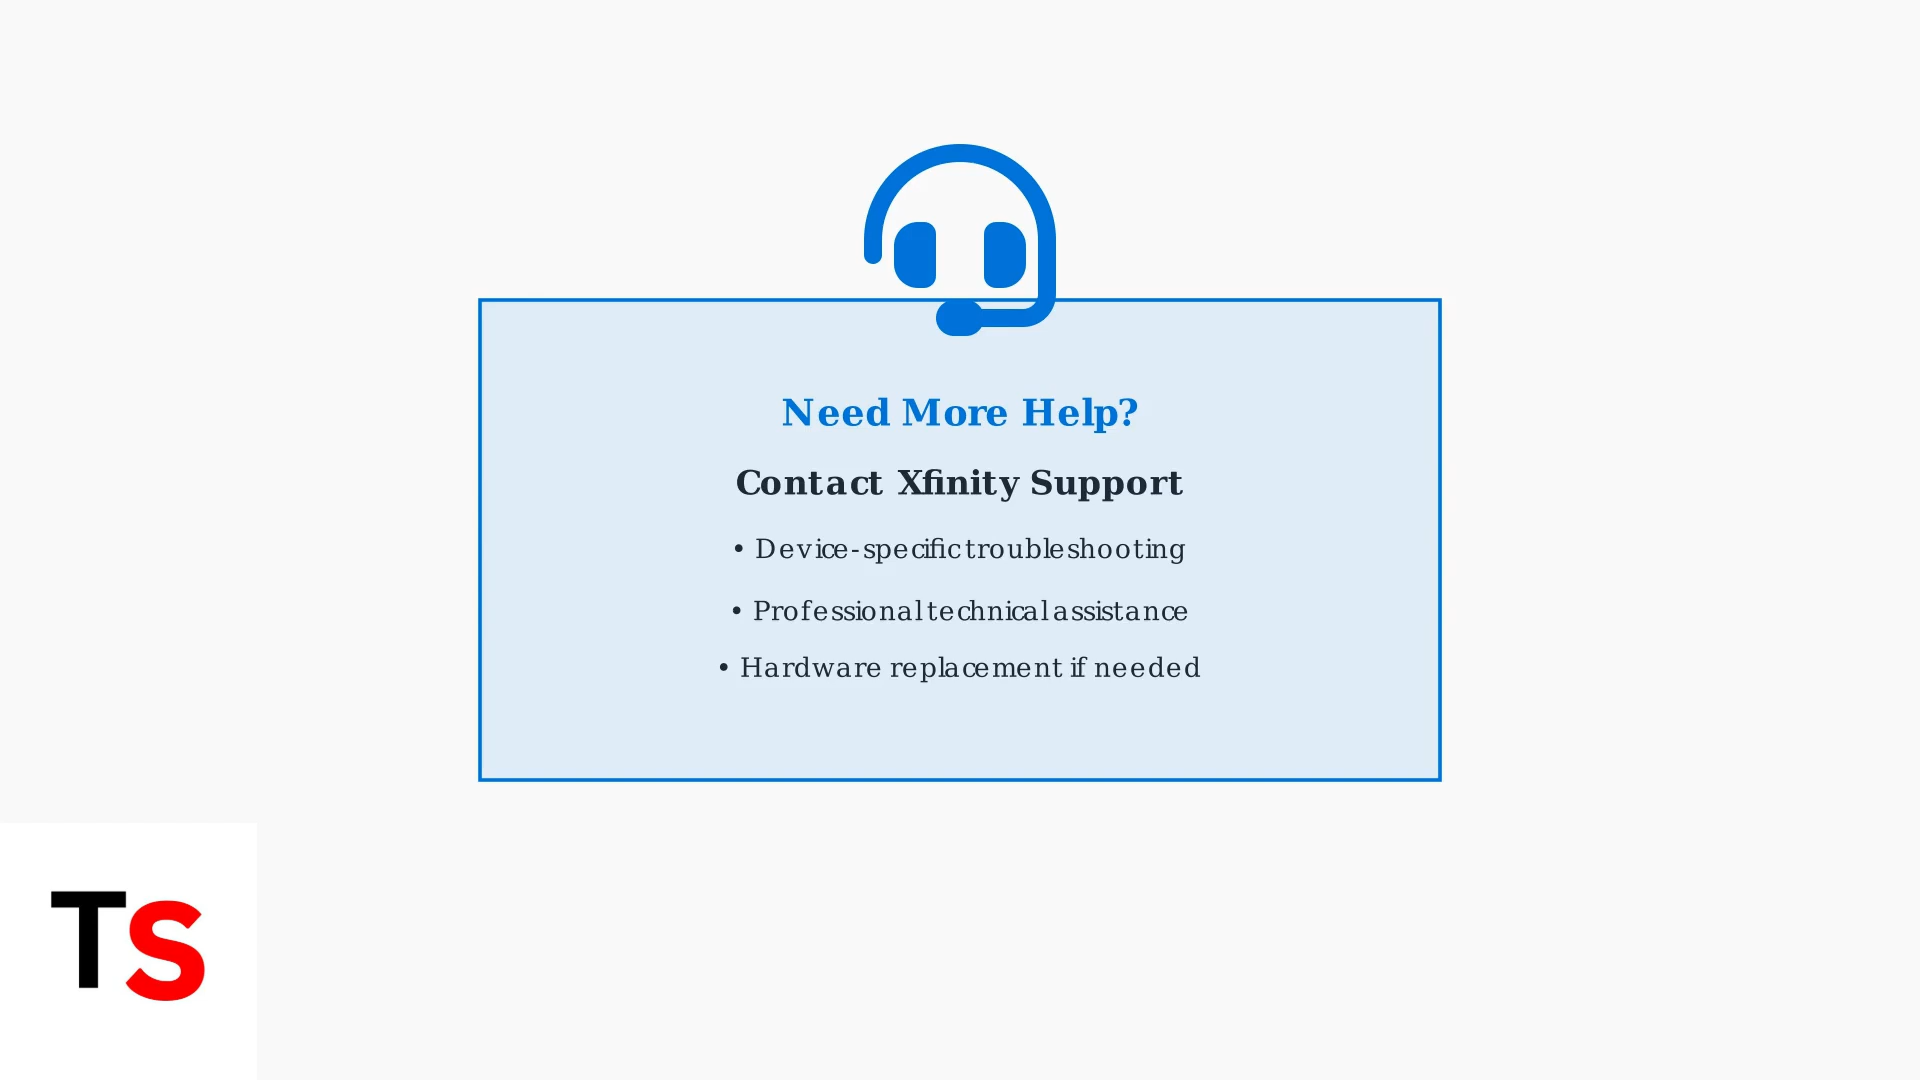 Need More Help?
Contact Xfinity Support
• Device-specific troubleshooting
• Professional technical assistance
• Hardware replacement if needed
TS